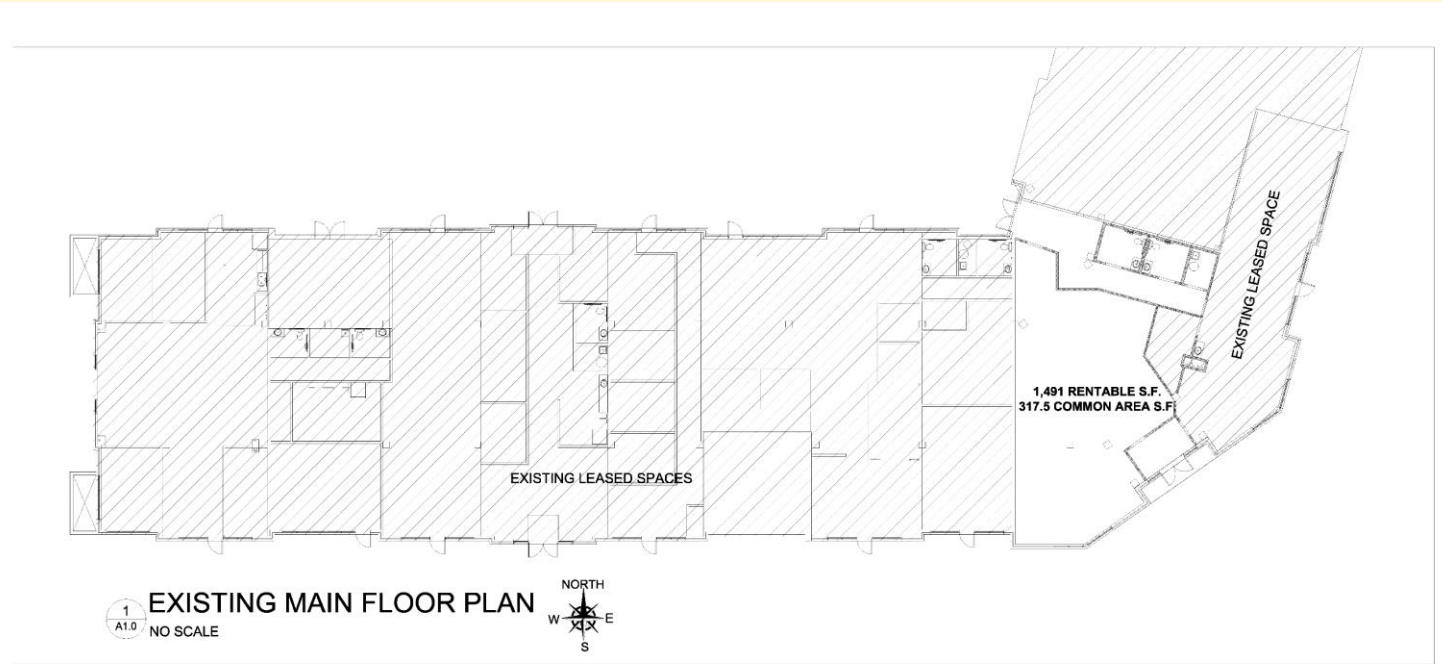 EXISTING LEASED SPACE
1,491 RENTABLE S.F.
317.5 COMMON AREA S.F.
EXISTING LEASED SPACES
1
A1.0
EXISTING MAIN FLOOR PLAN
NO SCALE
NORTH
W
E
S